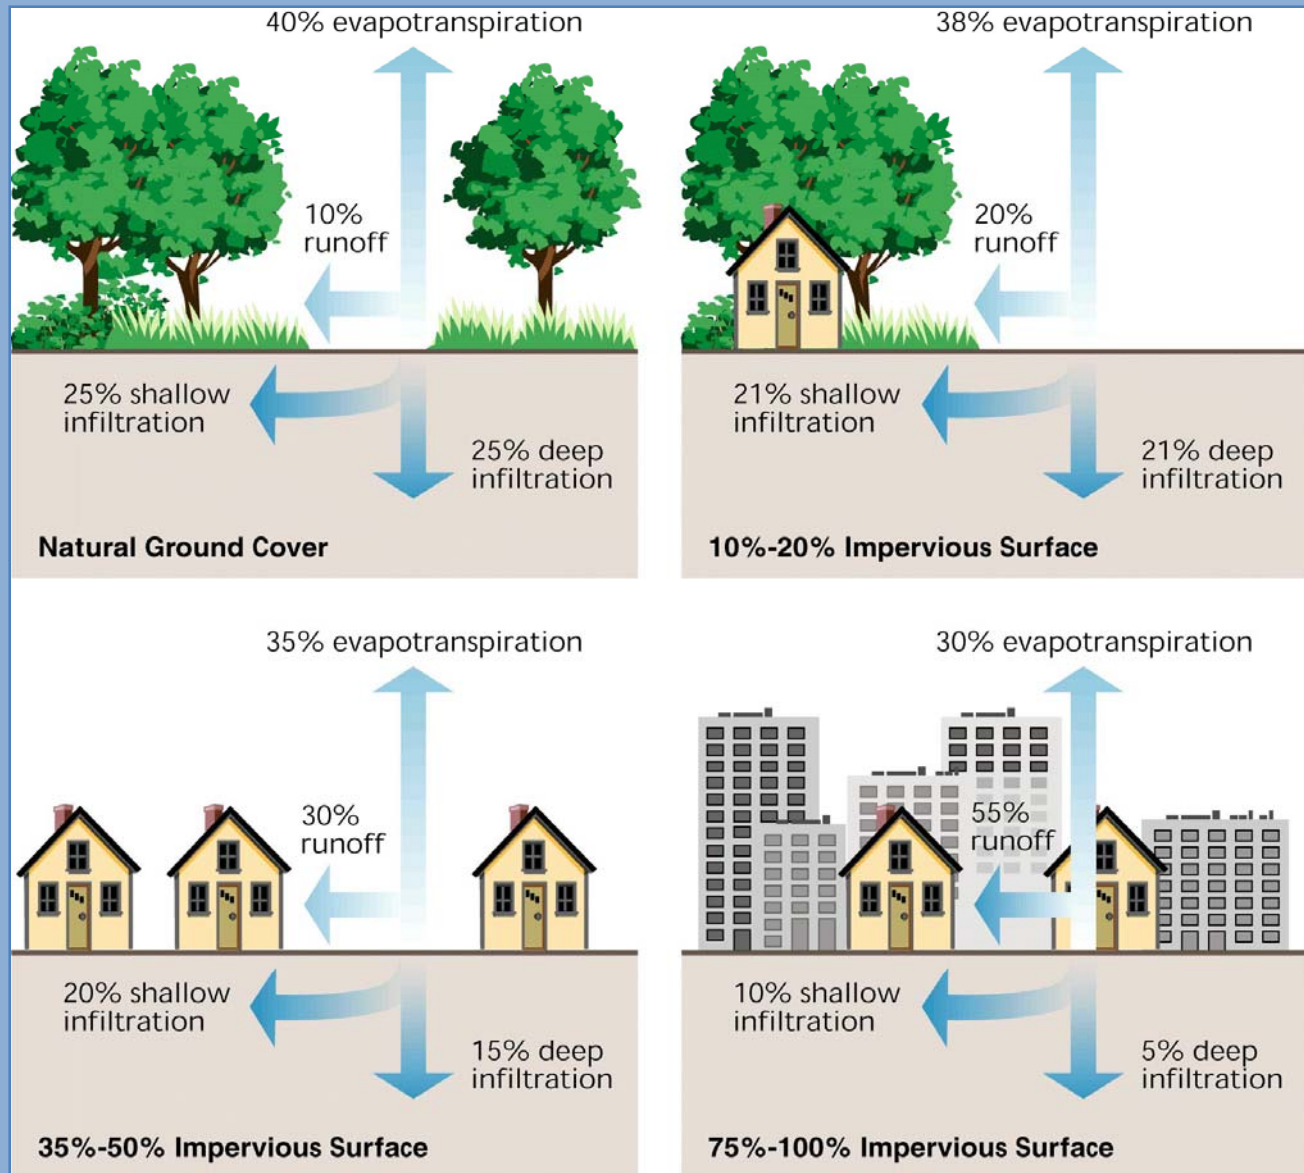 40% evapotranspiration
10%
runoff
25% shallow
infiltration
25% deep
infiltration
Natural Ground Cover
38% evapotranspiration
20%
runoff
21% shallow
infiltration
21% deep
infiltration
10%-20% Impervious Surface
35% evapotranspiration
30%
runoff
20% shallow
infiltration
15% deep
infiltration
35%-50% Impervious Surface
30% evapotranspiration
55%
runoff
10% shallow
infiltration
5% deep
infiltration
75%-100% Impervious Surface